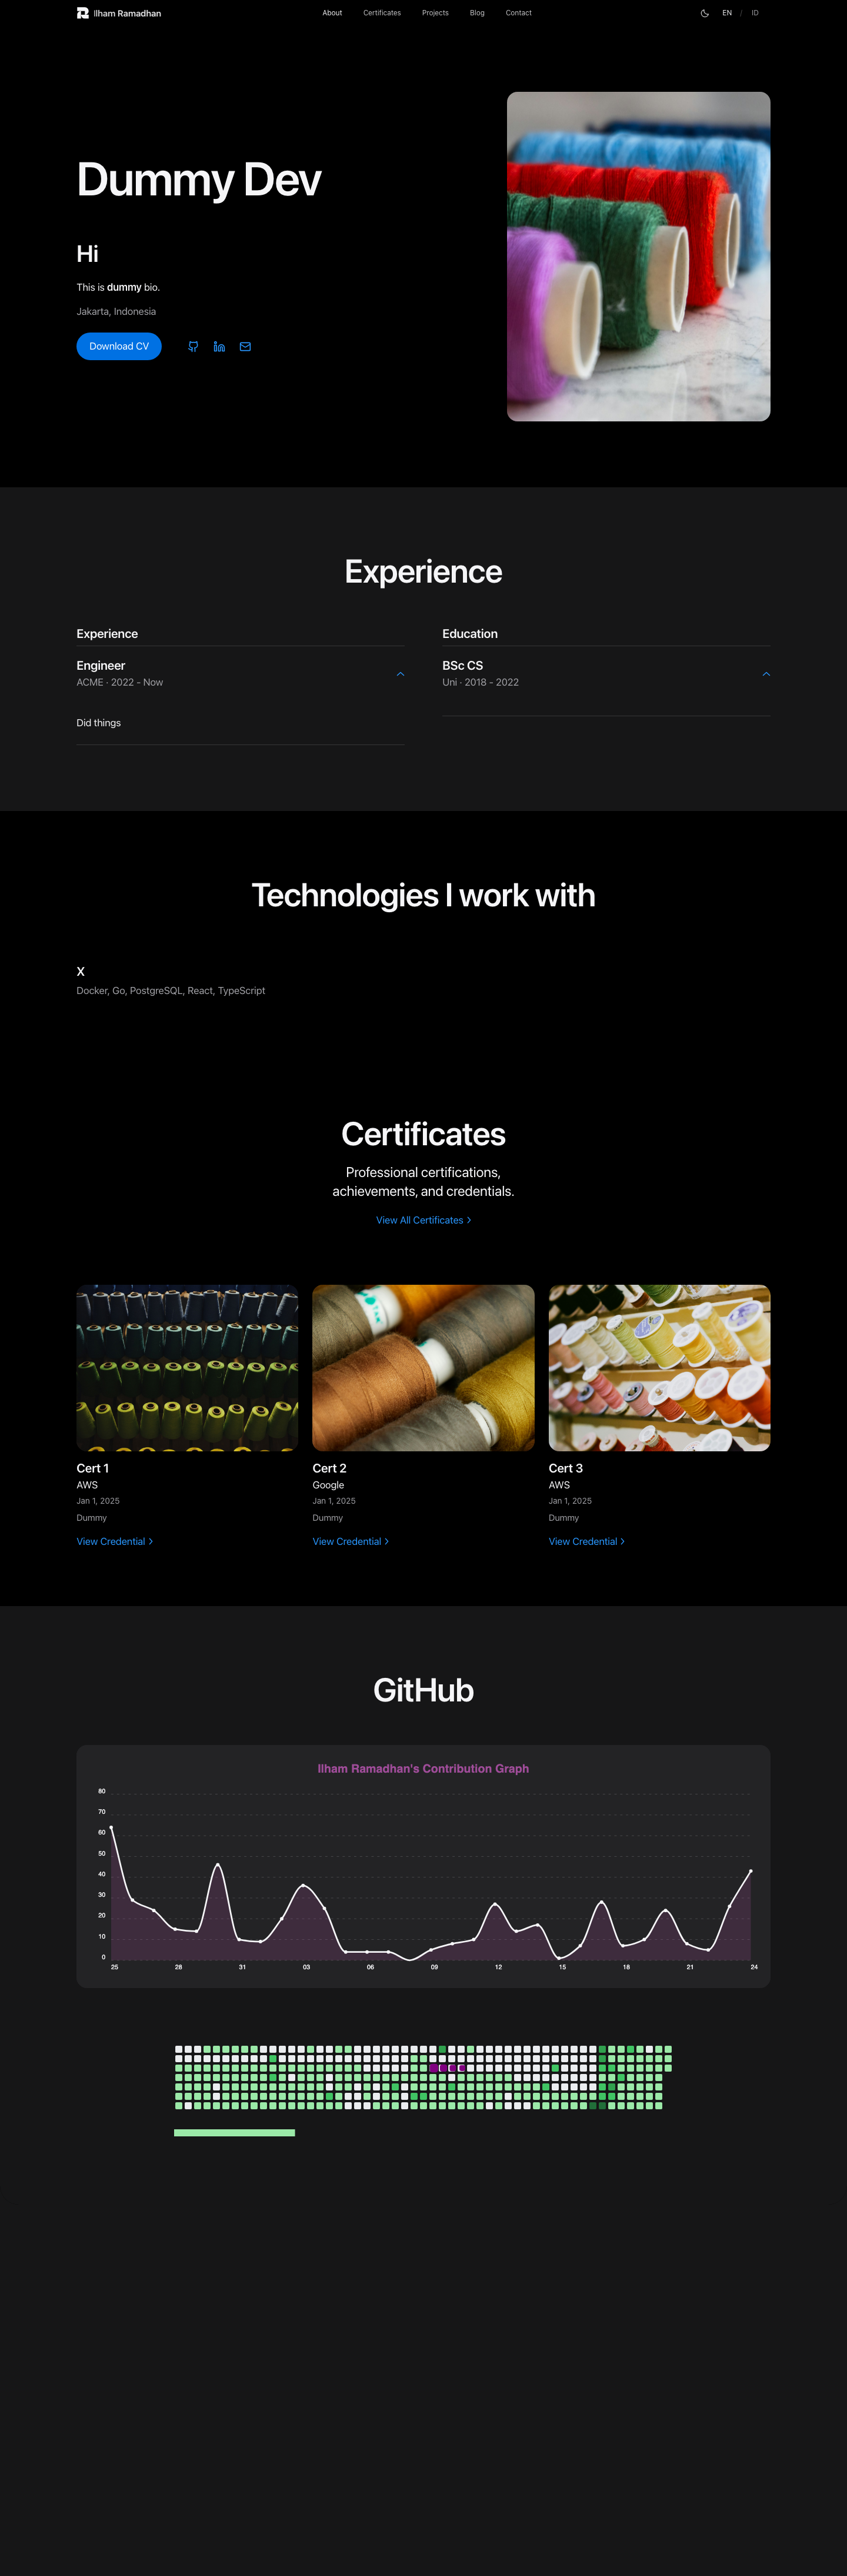 Ilham Ramadhan
About
Certificates
Projects
Blog
Contact
EN / ID
Dummy Dev
Hi
This is dummy bio.
Jakarta, Indonesia
Download CV
Experience
Experience
Engineer
ACME · 2022 - Now
Did things
Education
BSc CS
Uni · 2018 - 2022
Technologies I work with
X
Docker, Go, PostgreSQL, React, TypeScript
Certificates
Professional certifications,
achievements, and credentials.
View All Certificates
Cert 1
AWS
Jan 1, 2025
Dummy
View Credential
Cert 2
Google
Jan 1, 2025
Dummy
View Credential
Cert 3
AWS
Jan 1, 2025
Dummy
View Credential
GitHub
Ilham Ramadhan's Contribution Graph
80
70
60
50
40
30
20
10
0
25 28 31 03 06 09 12 15 18 21 24